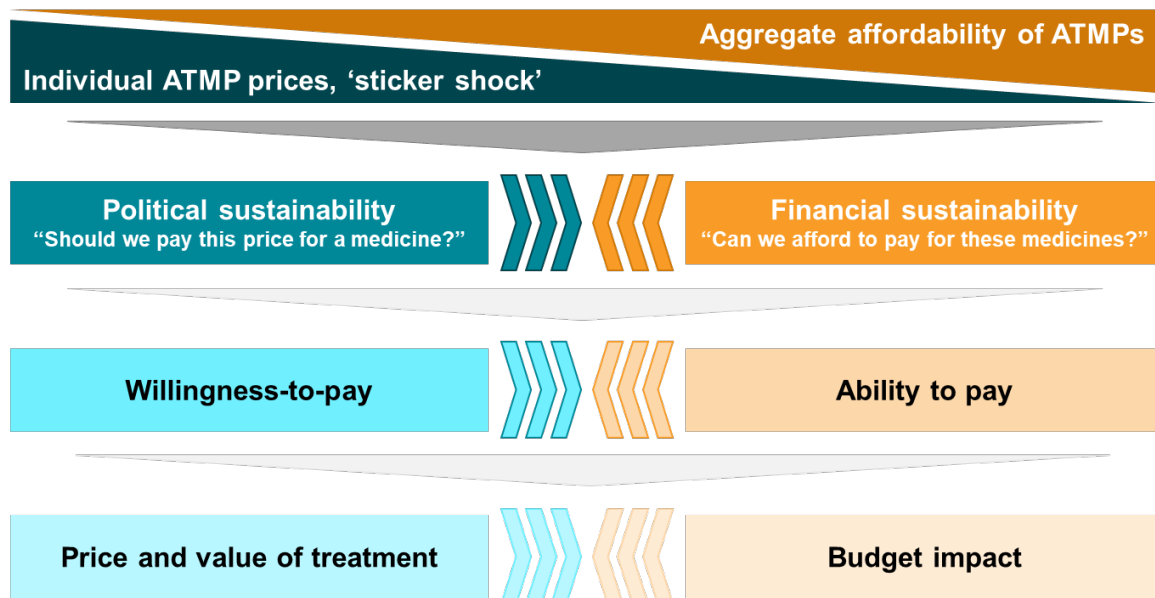 Aggregate affordability of ATMPs
Individual ATMP prices, ‘sticker shock’
Political sustainability
“Should we pay this price for a medicine?”
Financial sustainability
“Can we afford to pay for these medicines?”
Willingness-to-pay
Ability to pay
Price and value of treatment
Budget impact